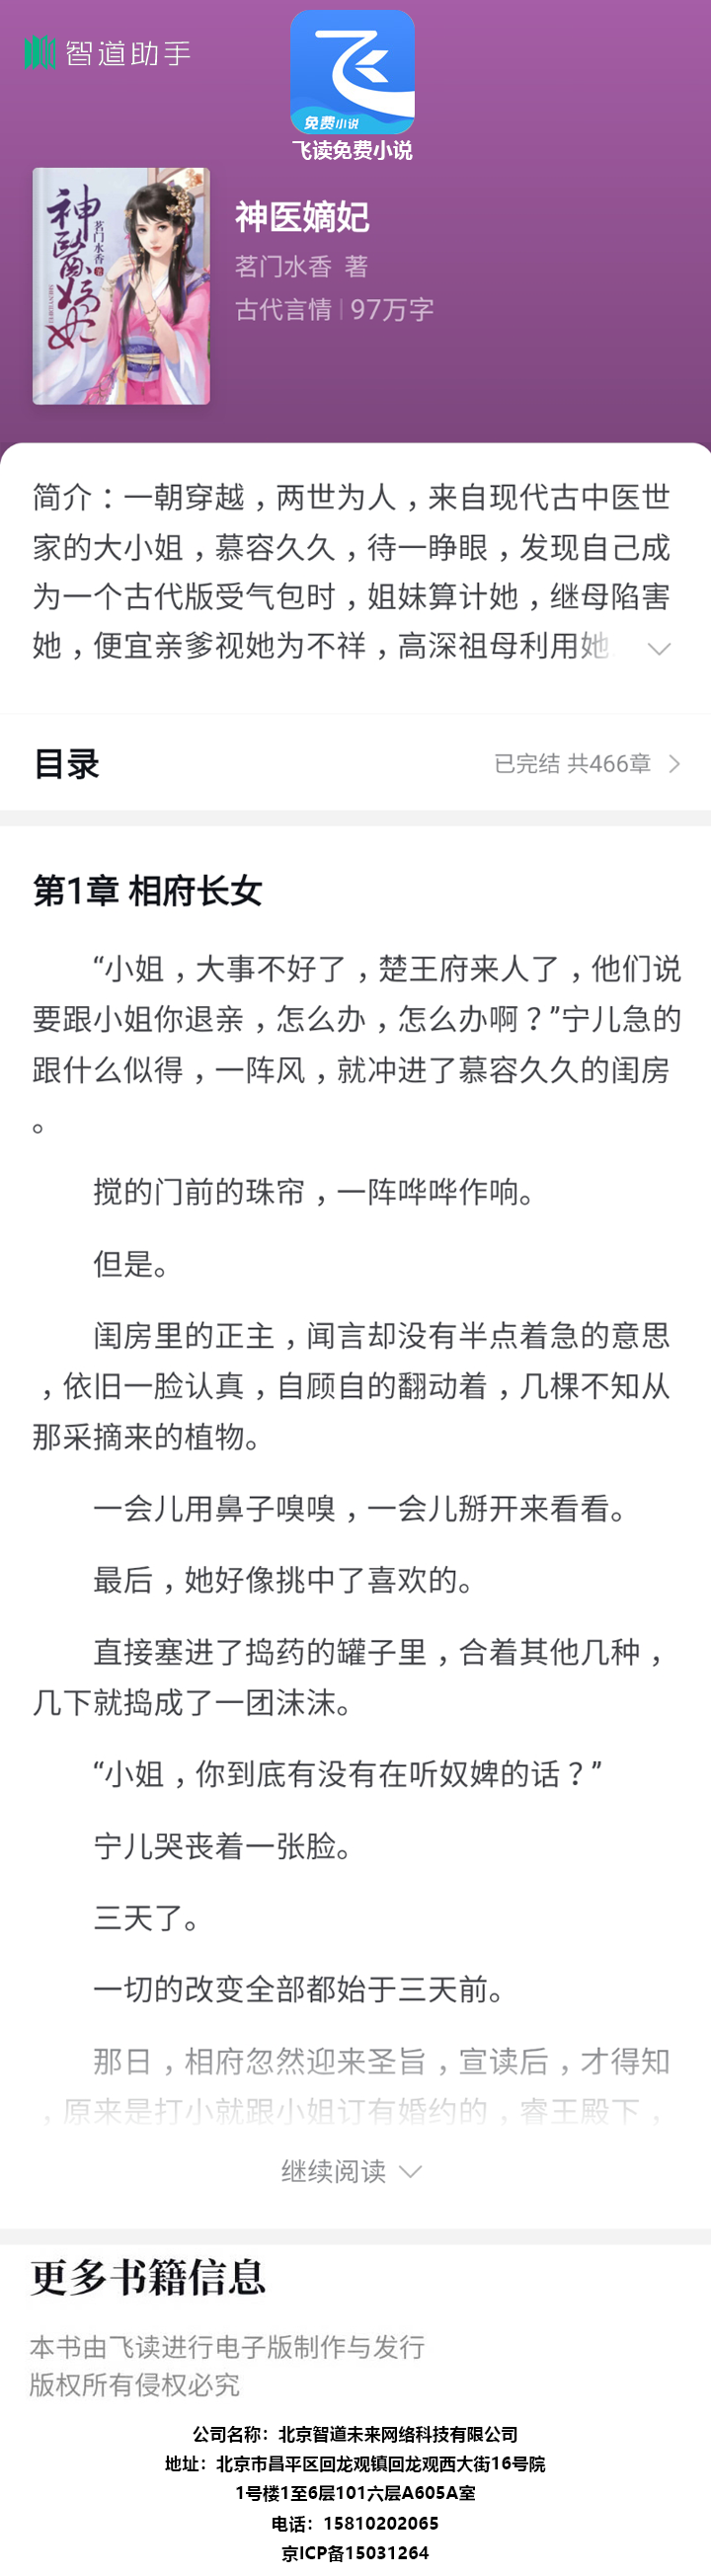 智道助手
免费小说
飞读免费小说
神醫嫡妃
茗门水香 著
神医嫡妃
茗门水香 著
古代言情 97万字
简介：一朝穿越，两世为人，来自现代古中医世
家的大小姐，慕容久久，待一睁眼，发现自己成
为一个古代版受气包时，姐妹算计她，继母陷害
她，便宜亲爹视她为不祥，高深祖母利用她
目录
已完结 共466章
第1章 相府长女
“小姐，大事不好了，楚王府来人了，他们说
要跟小姐你退亲，怎么办，怎么办啊？”宁儿急的
跟什么似得，一阵风，就冲进了慕容久久的闺房
。
搅的门前的珠帘，一阵哗哗作响。
但是。
闺房里的正主，闻言却没有半点着急的意思
，依旧一脸认真，自顾自的翻动着，几棵不知从
那采摘来的植物。
一会儿用鼻子嗅嗅，一会儿掰开来看看。
最后，她好像挑中了喜欢的。
直接塞进了捣药的罐子里，合着其他几种，
几下就捣成了一团沫沫。
“小姐，你到底有没有在听奴婢的话？”
宁儿哭丧着一张脸。
三天了。
一切的改变全部都始于三天前。
那日，相府忽然迎来圣旨，宣读后，才得知
，原来是打小就跟小姐订有婚约的，睿王殿下，
继续阅读
更多书籍信息
本书由飞读进行电子版制作与发行
版权所有侵权必究
公司名称：北京智道未来网络科技有限公司
地址：北京市昌平区回龙观镇回龙观西大街16号院
1号楼1至6层101六层A605A室
电话：15810202065
京ICP备15031264